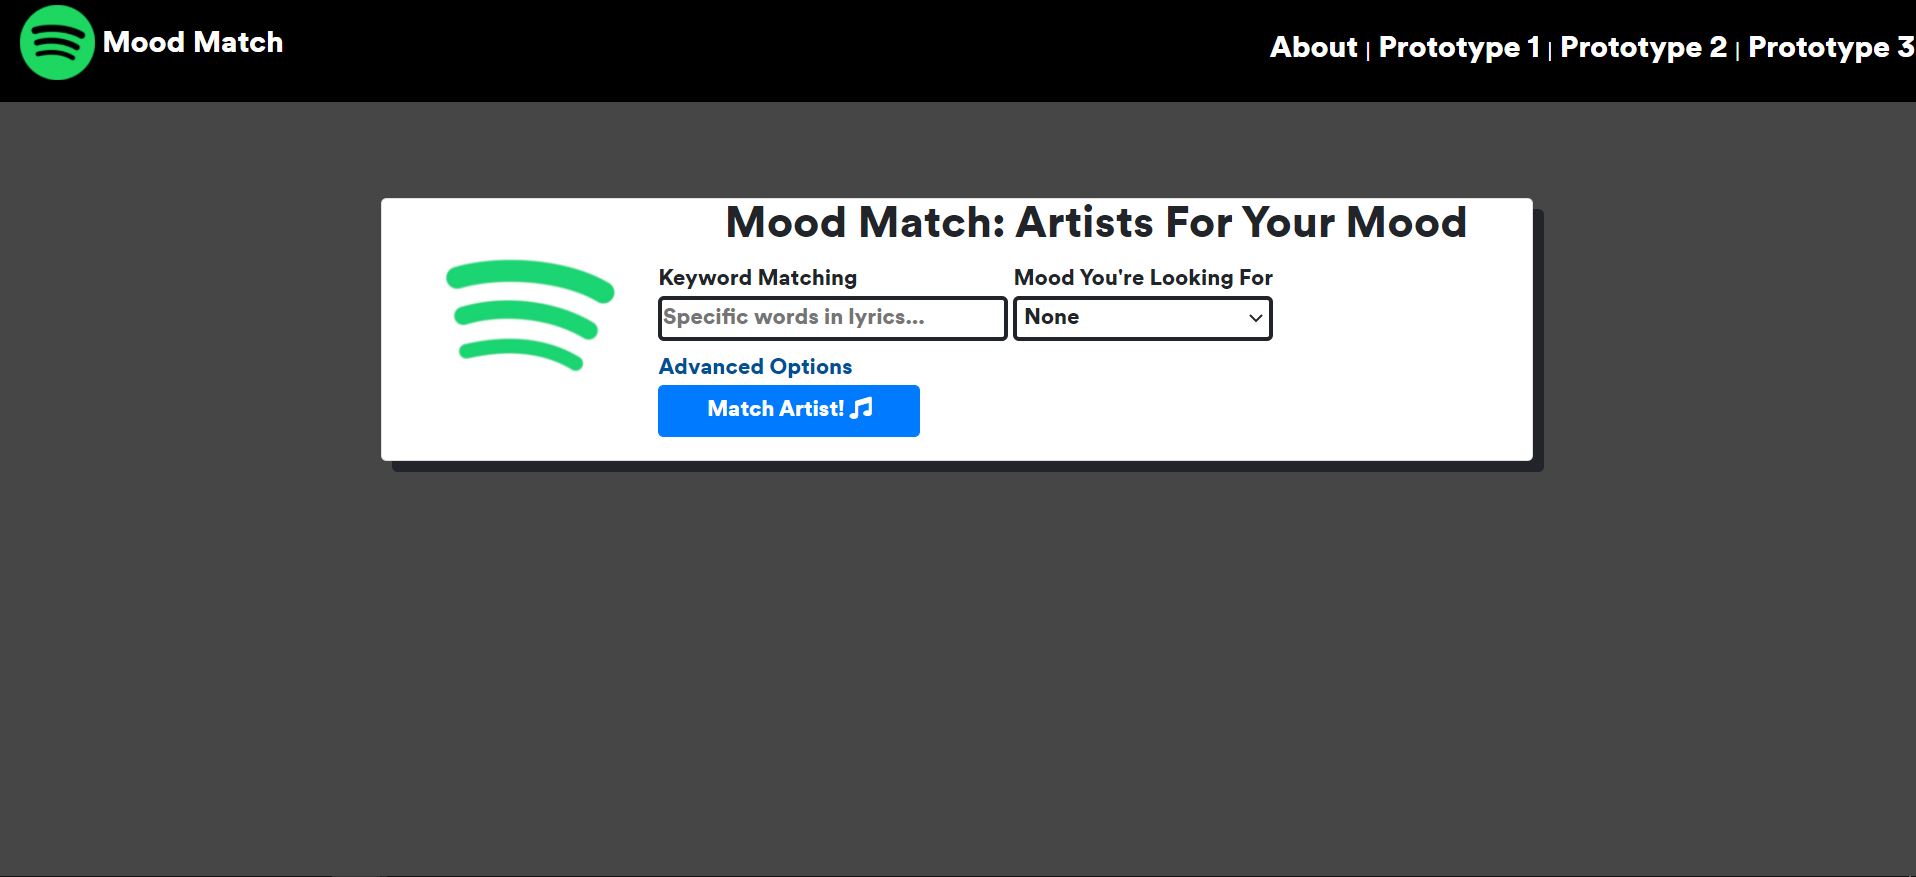 Mood Match
About | Prototype 1 | Prototype 2 | Prototype 3
Mood Match: Artists For Your Mood
Keyword Matching
Mood You're Looking For
Specific words in lyrics...
None
Advanced Options
Match Artist!